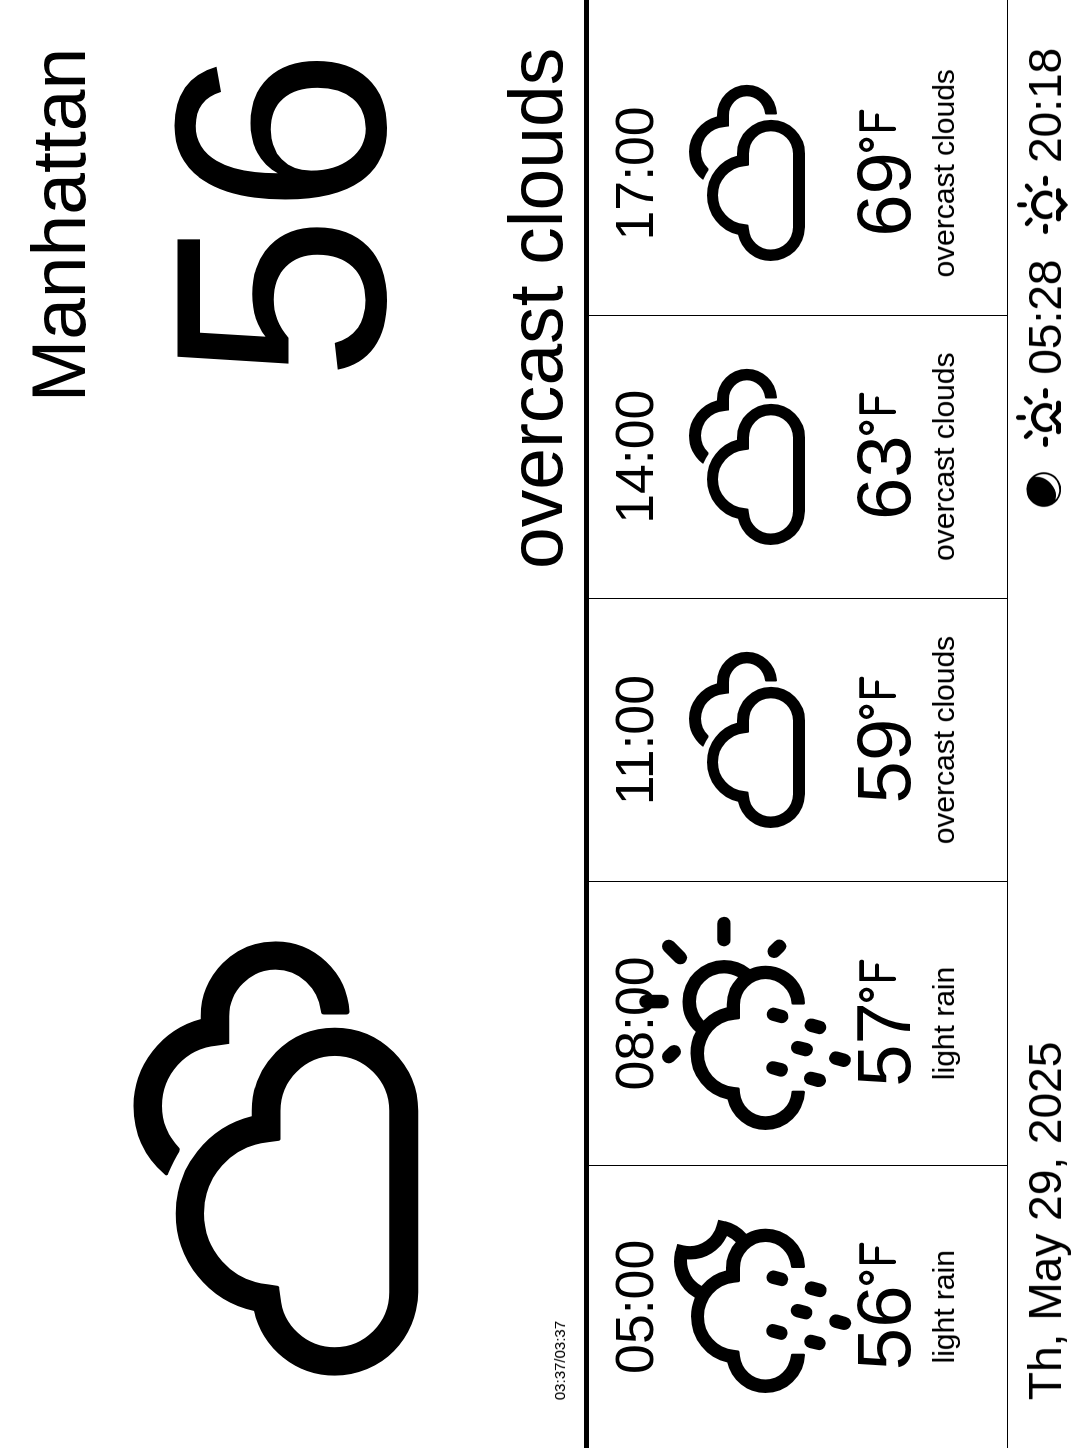 Manhattan
56
overcast clouds
03:37/03:37
05:00
08:00
11:00
14:00
17:00
56°F
57°F
59°F
63°F
69°F
light rain
light rain
overcast clouds
overcast clouds
overcast clouds
Th, May 29, 2025
05:28
20:18